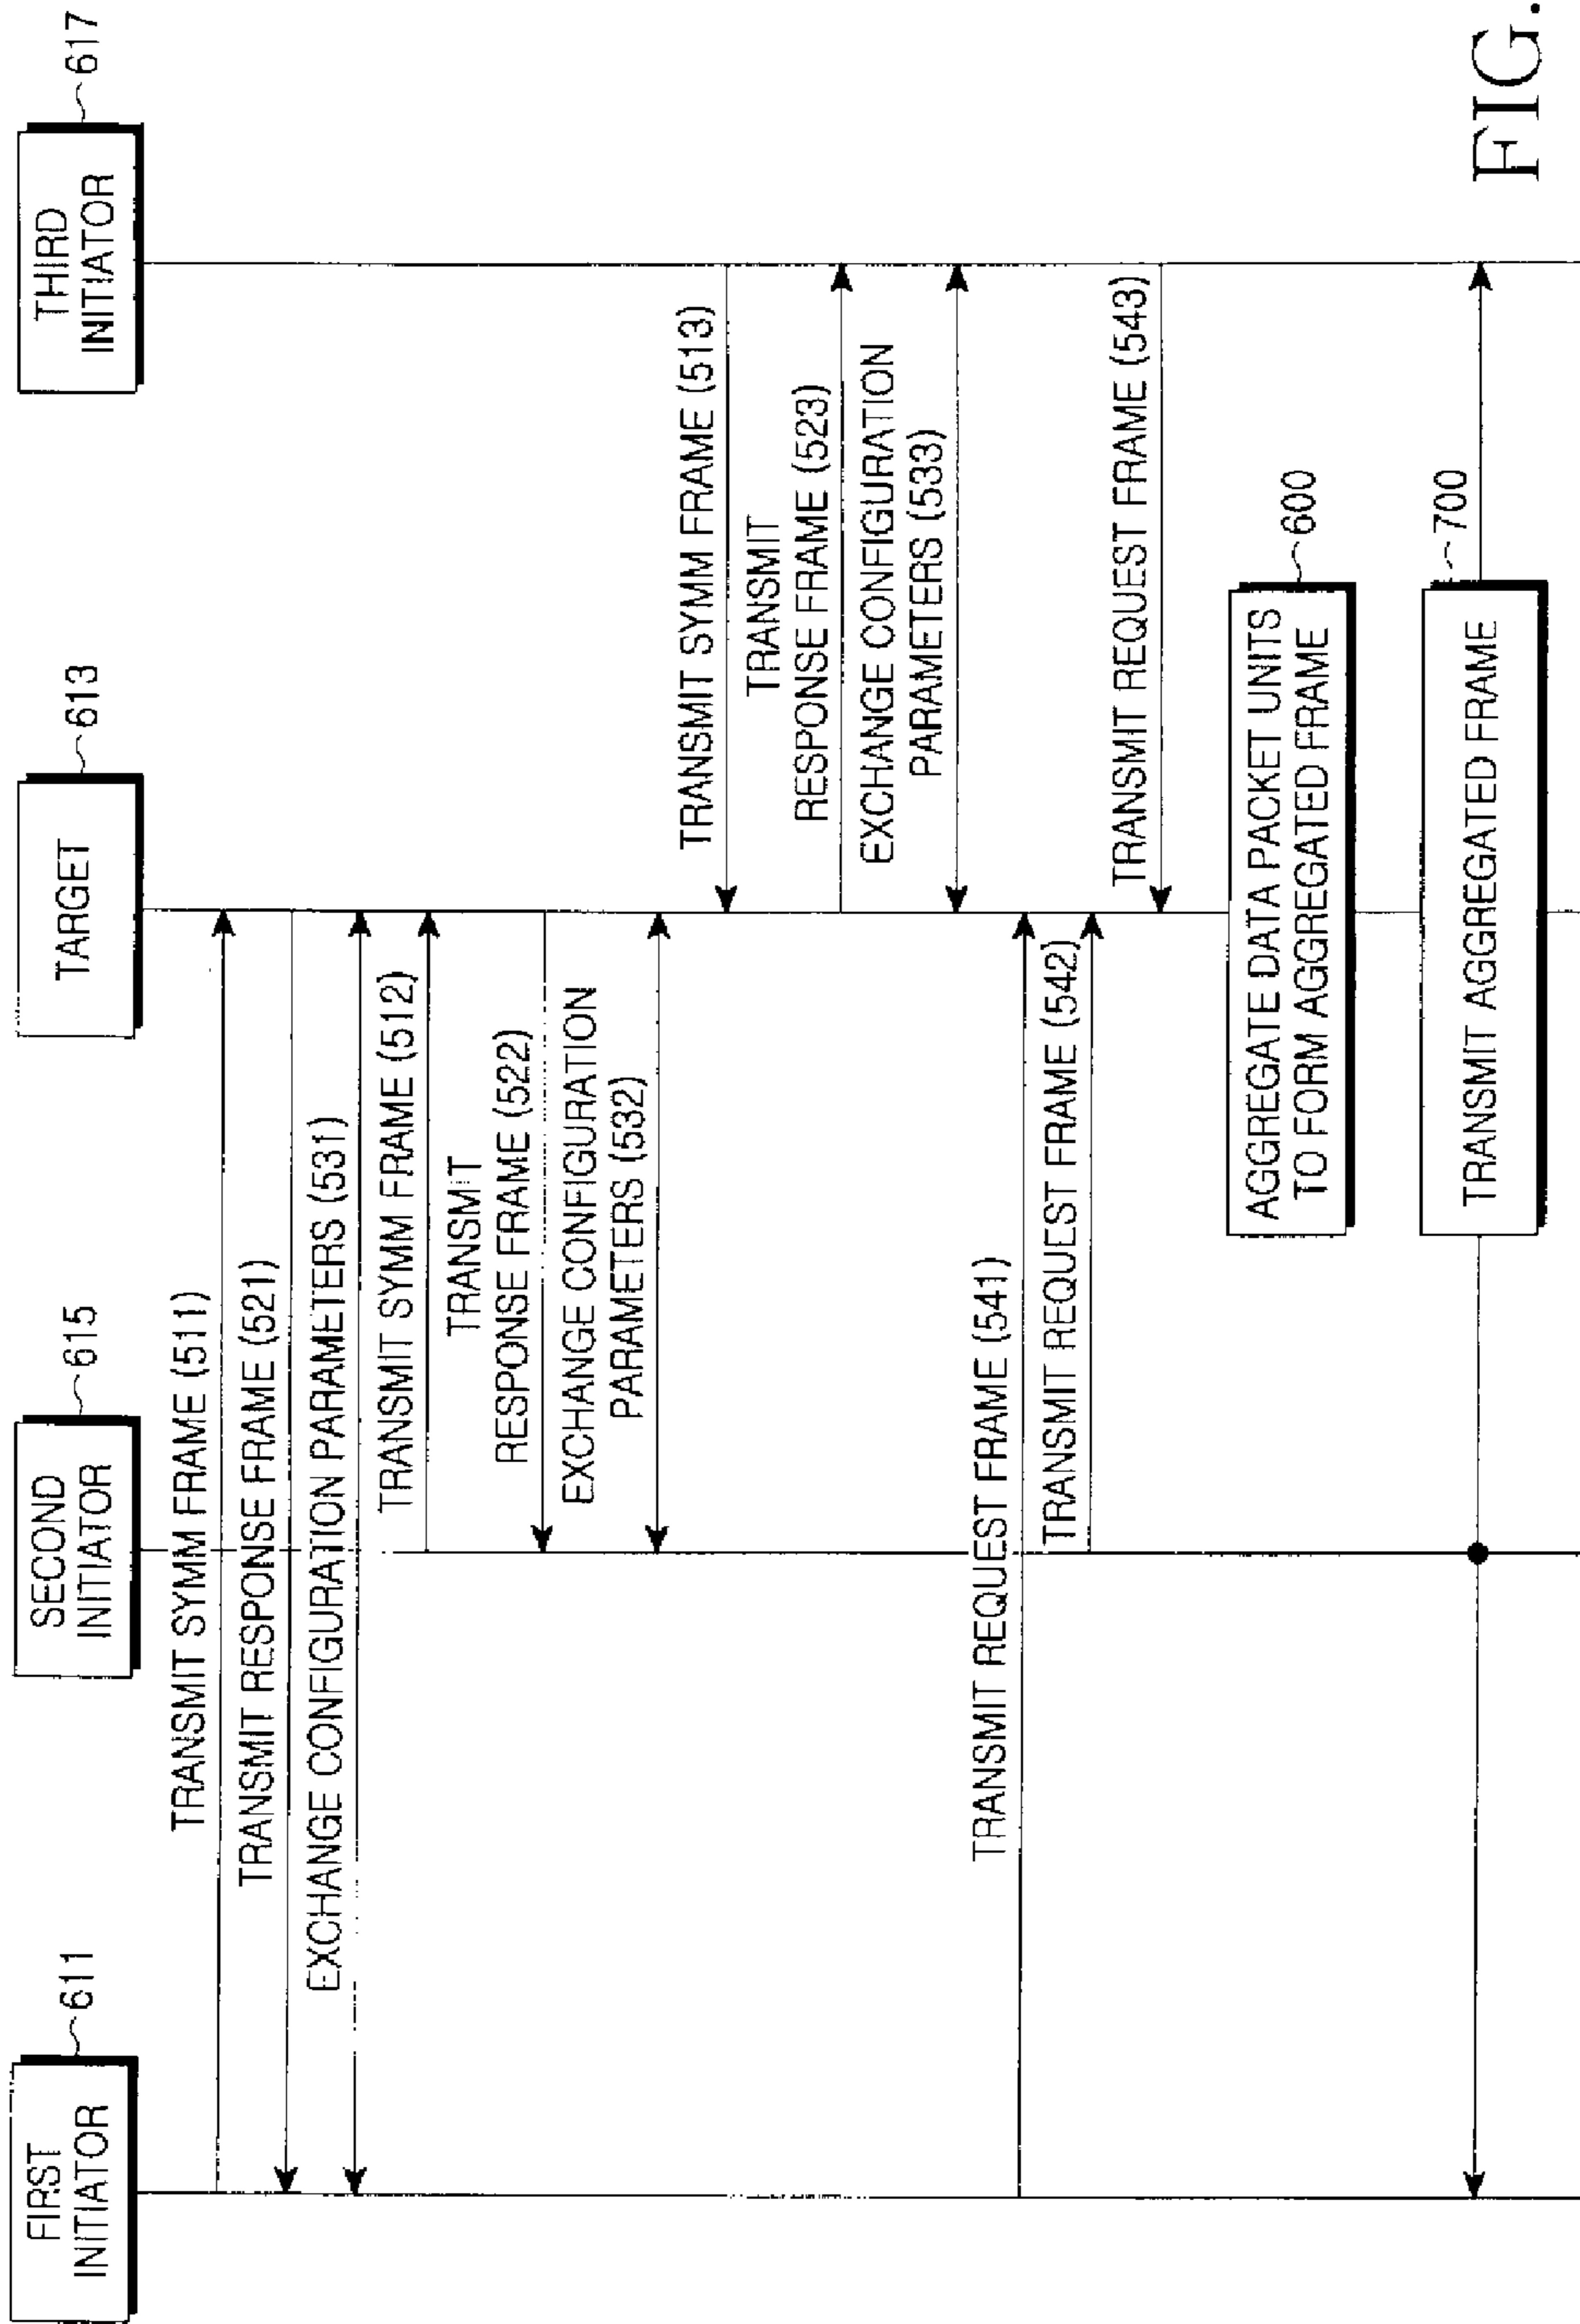 FIRST
INITIATOR
611
SECOND
INITIATOR
615
TARGET
613
THIRD
INITIATOR
617
TRANSMIT SYMM FRAME (511)
TRANSMIT RESPONSE FRAME (521)
EXCHANGE CONFIGURATION PARAMETERS (531)
TRANSMIT SYMM FRAME (512)
TRANSMIT
RESPONSE FRAME (522)
EXCHANGE CONFIGURATION
PARAMETERS (532)
TRANSMIT SYMM FRAME (513)
TRANSMIT
RESPONSE FRAME (523)
EXCHANGE CONFIGURATION
PARAMETERS (533)
TRANSMIT REQUEST FRAME (541)
TRANSMIT REQUEST FRAME (542)
TRANSMIT REQUEST FRAME (543)
AGGREGATE DATA PACKET UNITS
TO FORM AGGREGATED FRAME
600
TRANSMIT AGGREGATED FRAME
700
FIG.